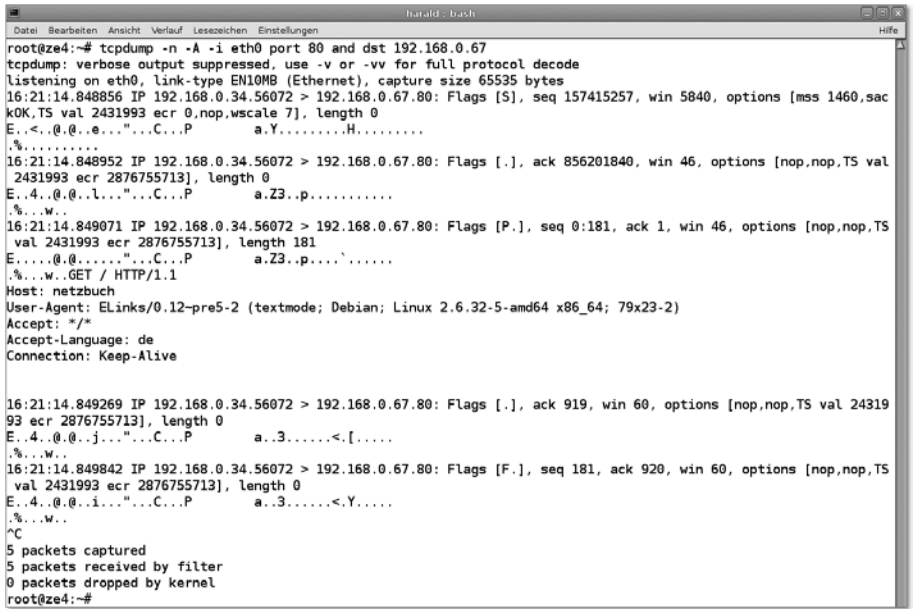 harald : bash
Datei Bearbeiten Ansicht Verlauf Lesezeichen Einstellungen Hilfe
root@ze4:~# tcpdump -n -A -i eth0 port 80 and dst 192.168.0.67
tcpdump: verbose output suppressed, use -v or -vv for full protocol decode
listening on eth0, link-type EN10MB (Ethernet), capture size 65535 bytes
16:21:14.848856 IP 192.168.0.34.56072 > 192.168.0.67.80: Flags [S], seq 157415257, win 5840, options [mss 1460,sac
kOK,TS val 2431993 ecr 0,nop,wscale 7], length 0
E..<..@.@..e..."...C...P        a.Y.........H.........
.%..........
16:21:14.848952 IP 192.168.0.34.56072 > 192.168.0.67.80: Flags [.], ack 856201840, win 46, options [nop,nop,TS val
 2431993 ecr 2876755713], length 0
E..4..@.@..l..."...C...P        a.Z3..p...........
.%...w..
16:21:14.849071 IP 192.168.0.34.56072 > 192.168.0.67.80: Flags [P.], seq 0:181, ack 1, win 46, options [nop,nop,TS
 val 2431993 ecr 2876755713], length 181
E.....@.@......"...C...P        a.Z3..p....`......
.%...w..GET / HTTP/1.1
Host: netzbuch
User-Agent: ELinks/0.12~pre5-2 (textmode; Debian; Linux 2.6.32-5-amd64 x86_64; 79x23-2)
Accept: */*
Accept-Language: de
Connection: Keep-Alive
16:21:14.849269 IP 192.168.0.34.56072 > 192.168.0.67.80: Flags [.], ack 919, win 60, options [nop,nop,TS val 24319
93 ecr 2876755713], length 0
E..4..@.@..j..."...C...P        a..3......<.[.....
.%...w..
16:21:14.849842 IP 192.168.0.34.56072 > 192.168.0.67.80: Flags [F.], seq 181, ack 920, win 60, options [nop,nop,TS
 val 2431993 ecr 2876755713], length 0
E..4..@.@..i..."...C...P        a..3......<.Y.....
.%...w..
^C
5 packets captured
5 packets received by filter
0 packets dropped by kernel
root@ze4:~#